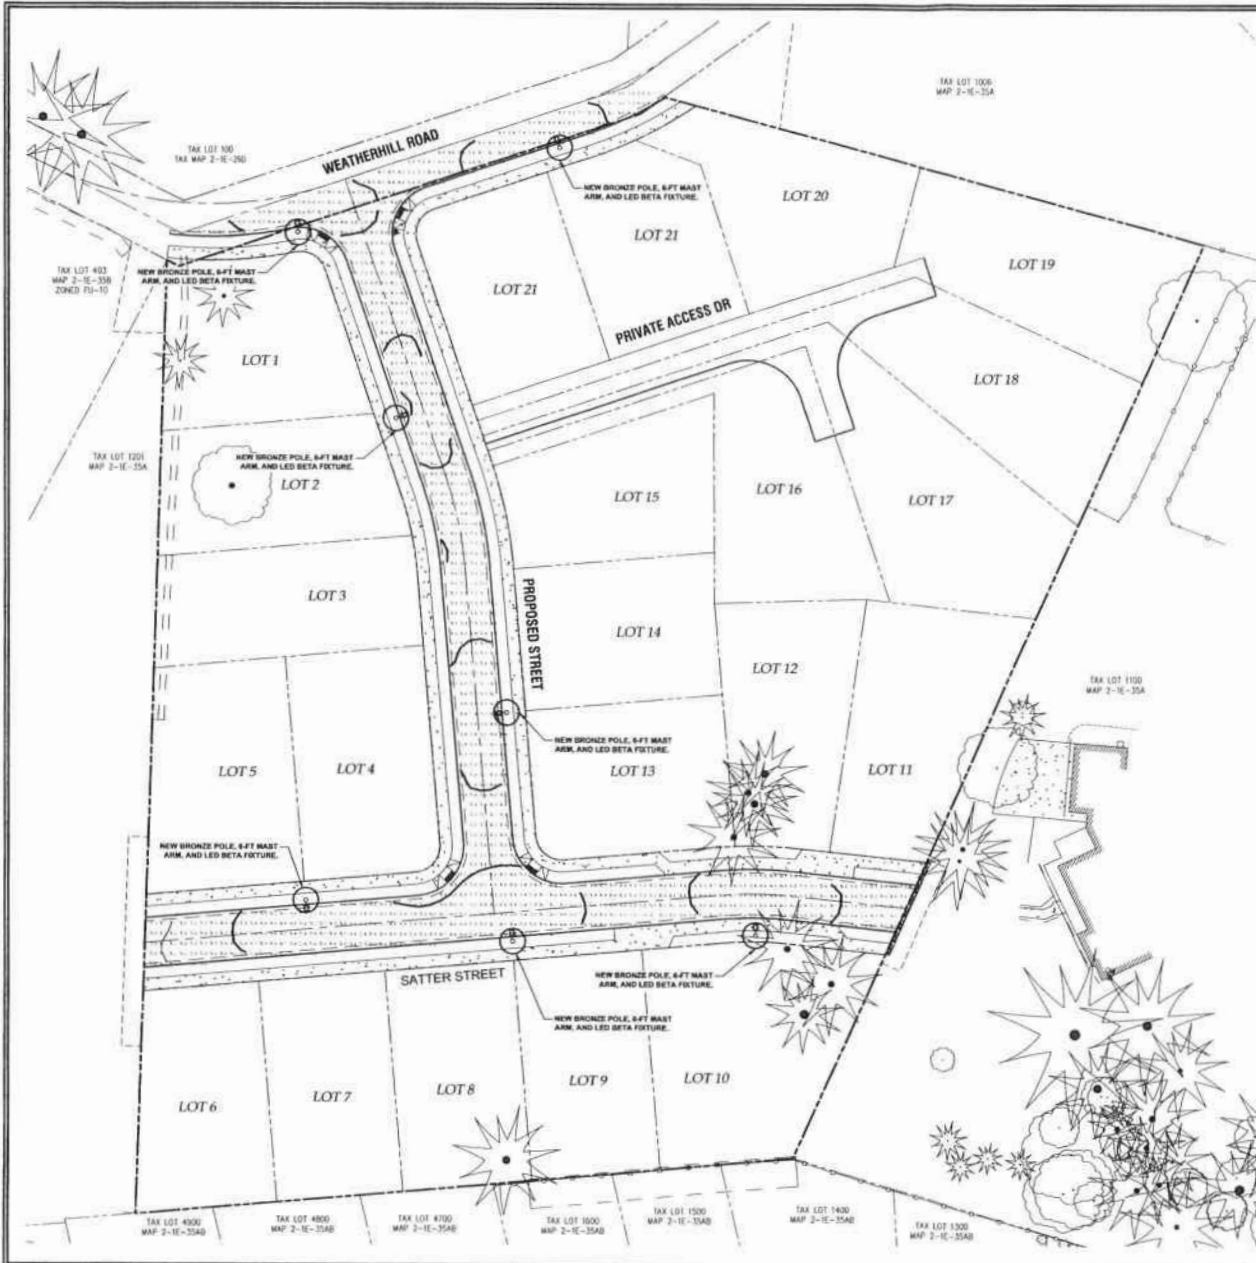 TAX LOT 1006
MAP 2-1E-35A
TAX LOT 100
TAX MAP 2-1E-26D
WEATHERHILL ROAD
NEW BRONZE POLE, 6-FT MAST
ARM, AND LED BETA FIXTURE.
LOT 20
LOT 21
LOT 19
TAX LOT 403
MAP 2-1E-35B
ZONED FU-10
NEW BRONZE POLE, 6-FT MAST
ARM, AND LED BETA FIXTURE.
LOT 21
PRIVATE ACCESS DR
LOT 1
LOT 18
TAX LOT 1201
MAP 2-1E-35A
NEW BRONZE POLE, 6-FT MAST
ARM, AND LED BETA FIXTURE.
LOT 2
LOT 15
LOT 16
LOT 17
LOT 3
PROPOSED STREET
LOT 14
LOT 12
TAX LOT 1100
MAP 2-1E-35A
NEW BRONZE POLE, 6-FT MAST
ARM, AND LED BETA FIXTURE.
LOT 5
LOT 4
LOT 13
LOT 11
NEW BRONZE POLE, 6-FT MAST
ARM, AND LED BETA FIXTURE.
SATTER STREET
NEW BRONZE POLE, 6-FT MAST
ARM, AND LED BETA FIXTURE.
NEW BRONZE POLE, 6-FT MAST
ARM, AND LED BETA FIXTURE.
LOT 6
LOT 7
LOT 8
LOT 9
LOT 10
TAX LOT 4900
MAP 2-1E-35AB
TAX LOT 4800
MAP 2-1E-35AB
TAX LOT 4700
MAP 2-1E-35AB
TAX LOT 1600
MAP 2-1E-35AB
TAX LOT 1500
MAP 2-1E-35AB
TAX LOT 1400
MAP 2-1E-35AB
TAX LOT 1300
MAP 2-1E-35AB